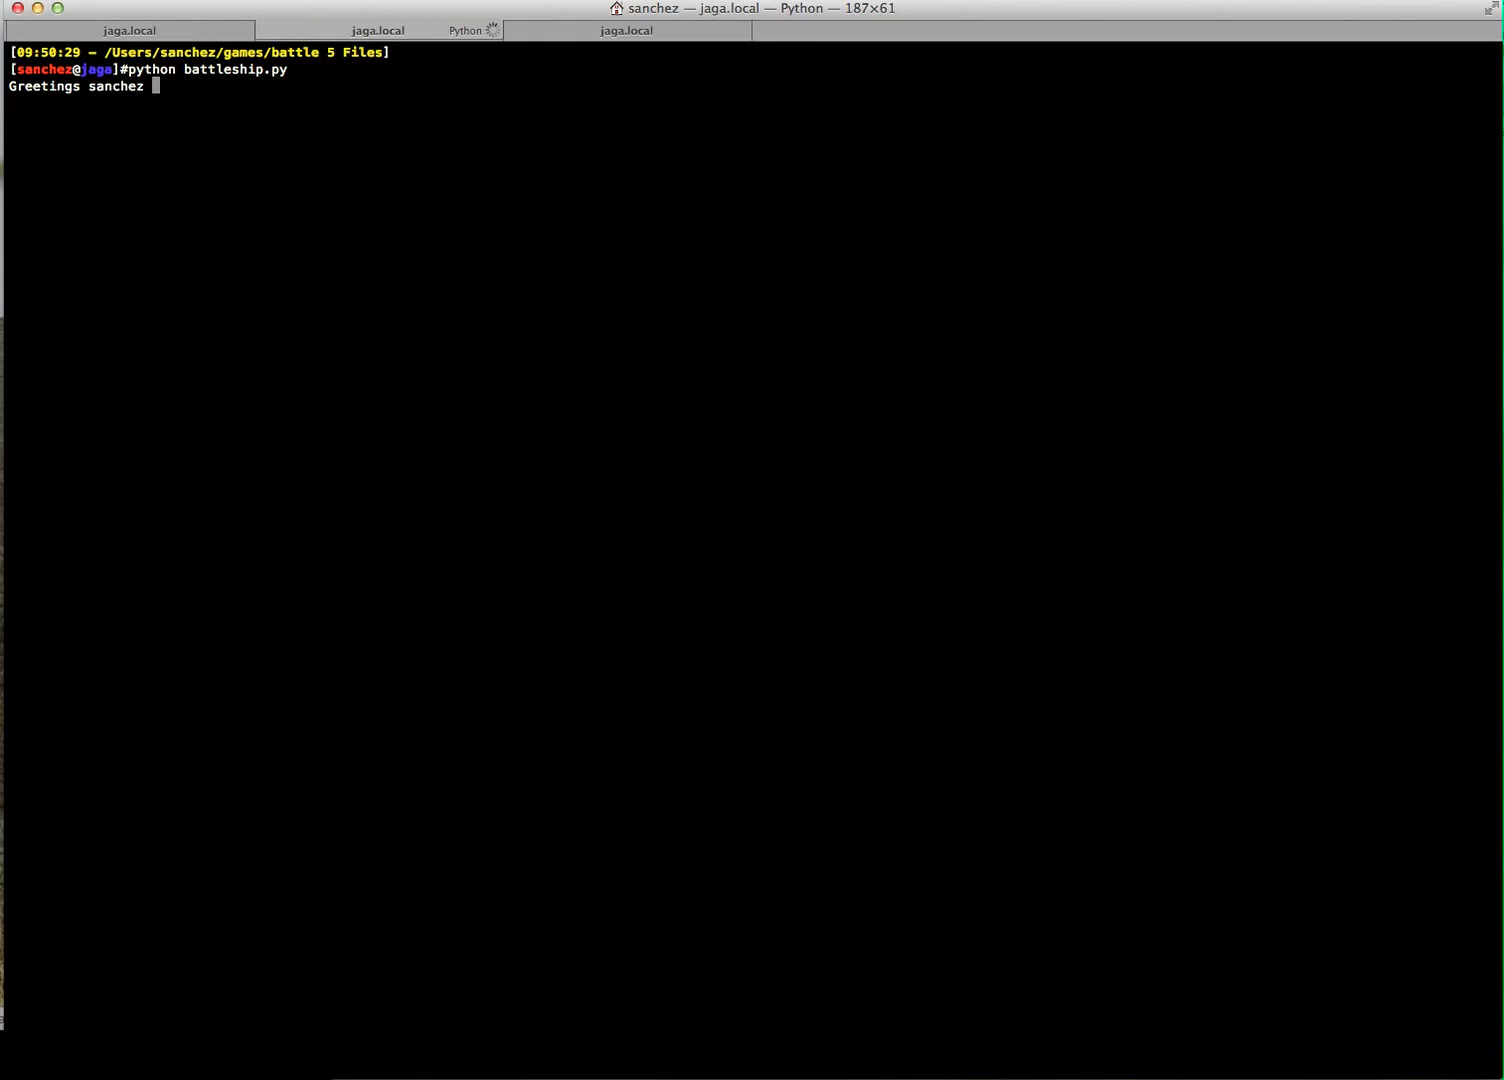 sanchez — jaga.local — Python — 187×61
jaga.local
jaga.local Python
jaga.local
[09:50:29 – /Users/sanchez/games/battle 5 Files]
[sanchez@jaga]#python battleship.py
Greetings sanchez